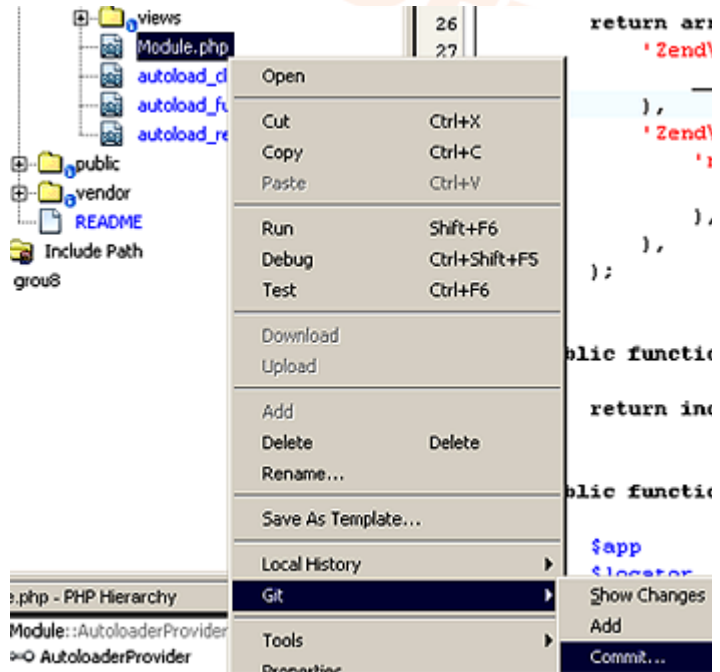 views
Module.php
autoload_cl
autoload_fu
autoload_re
public
vendor
README
Include Path
grou8
Open
Cut Ctrl+X
Copy Ctrl+C
Paste Ctrl+V
Run Shift+F6
Debug Ctrl+Shift+F5
Test Ctrl+F6
Download
Upload
Add
Delete Delete
Rename...
Save As Template...
Local History
Git
Tools
Properties
Show Changes
Add
Commit...
26
27
return arr
'Zend\
),
'Zend\
'r
),
),
);
blic functio
return inc
blic functio
$app
$locator
e.php - PHP Hierarchy
Module::AutoloaderProvider
AutoloaderProvider